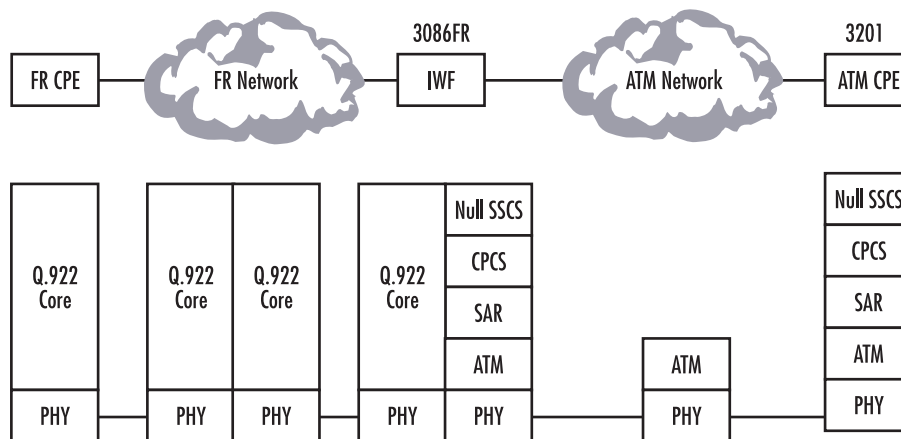 3086FR
3201
FR CPE
FR Network
IWF
ATM Network
ATM CPE
Q.922
Core
PHY
Q.922
Core
PHY
Q.922
Core
PHY
Q.922
Core
PHY
Null SSCS
CPCS
SAR
ATM
PHY
ATM
PHY
Null SSCS
CPCS
SAR
ATM
PHY